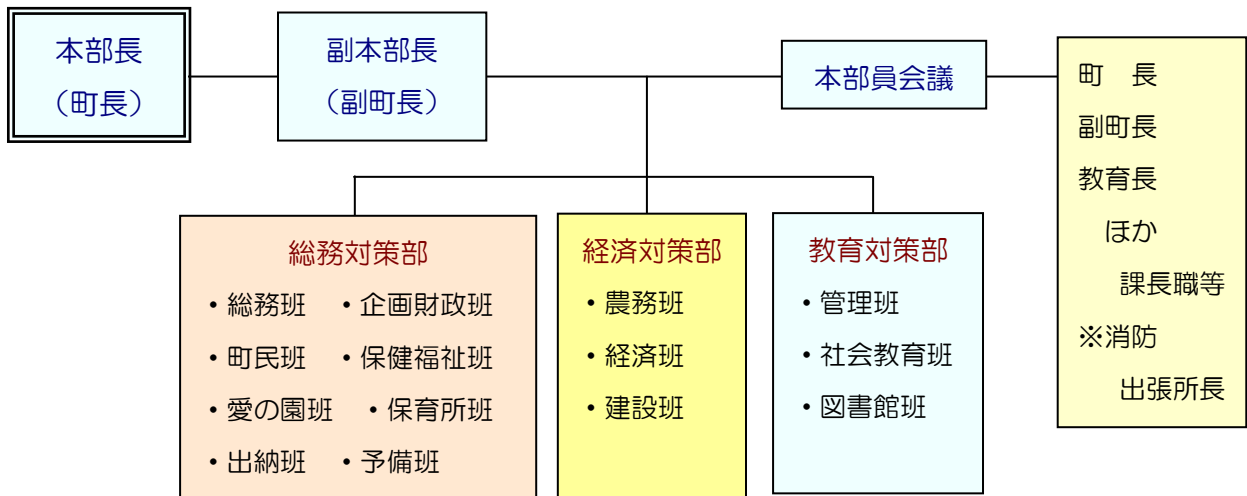 本部長
（町長）
副本部長
（副町長）
本部員会議
町　長
副町長
教育長
ほか
課長職等
※消防
出張所長
総務対策部
・総務班　・企画財政班
・町民班　・保健福祉班
・愛の園班　・保育所班
・出納班　・予備班
経済対策部
・農務班
・経済班
・建設班
教育対策部
・管理班
・社会教育班
・図書館班